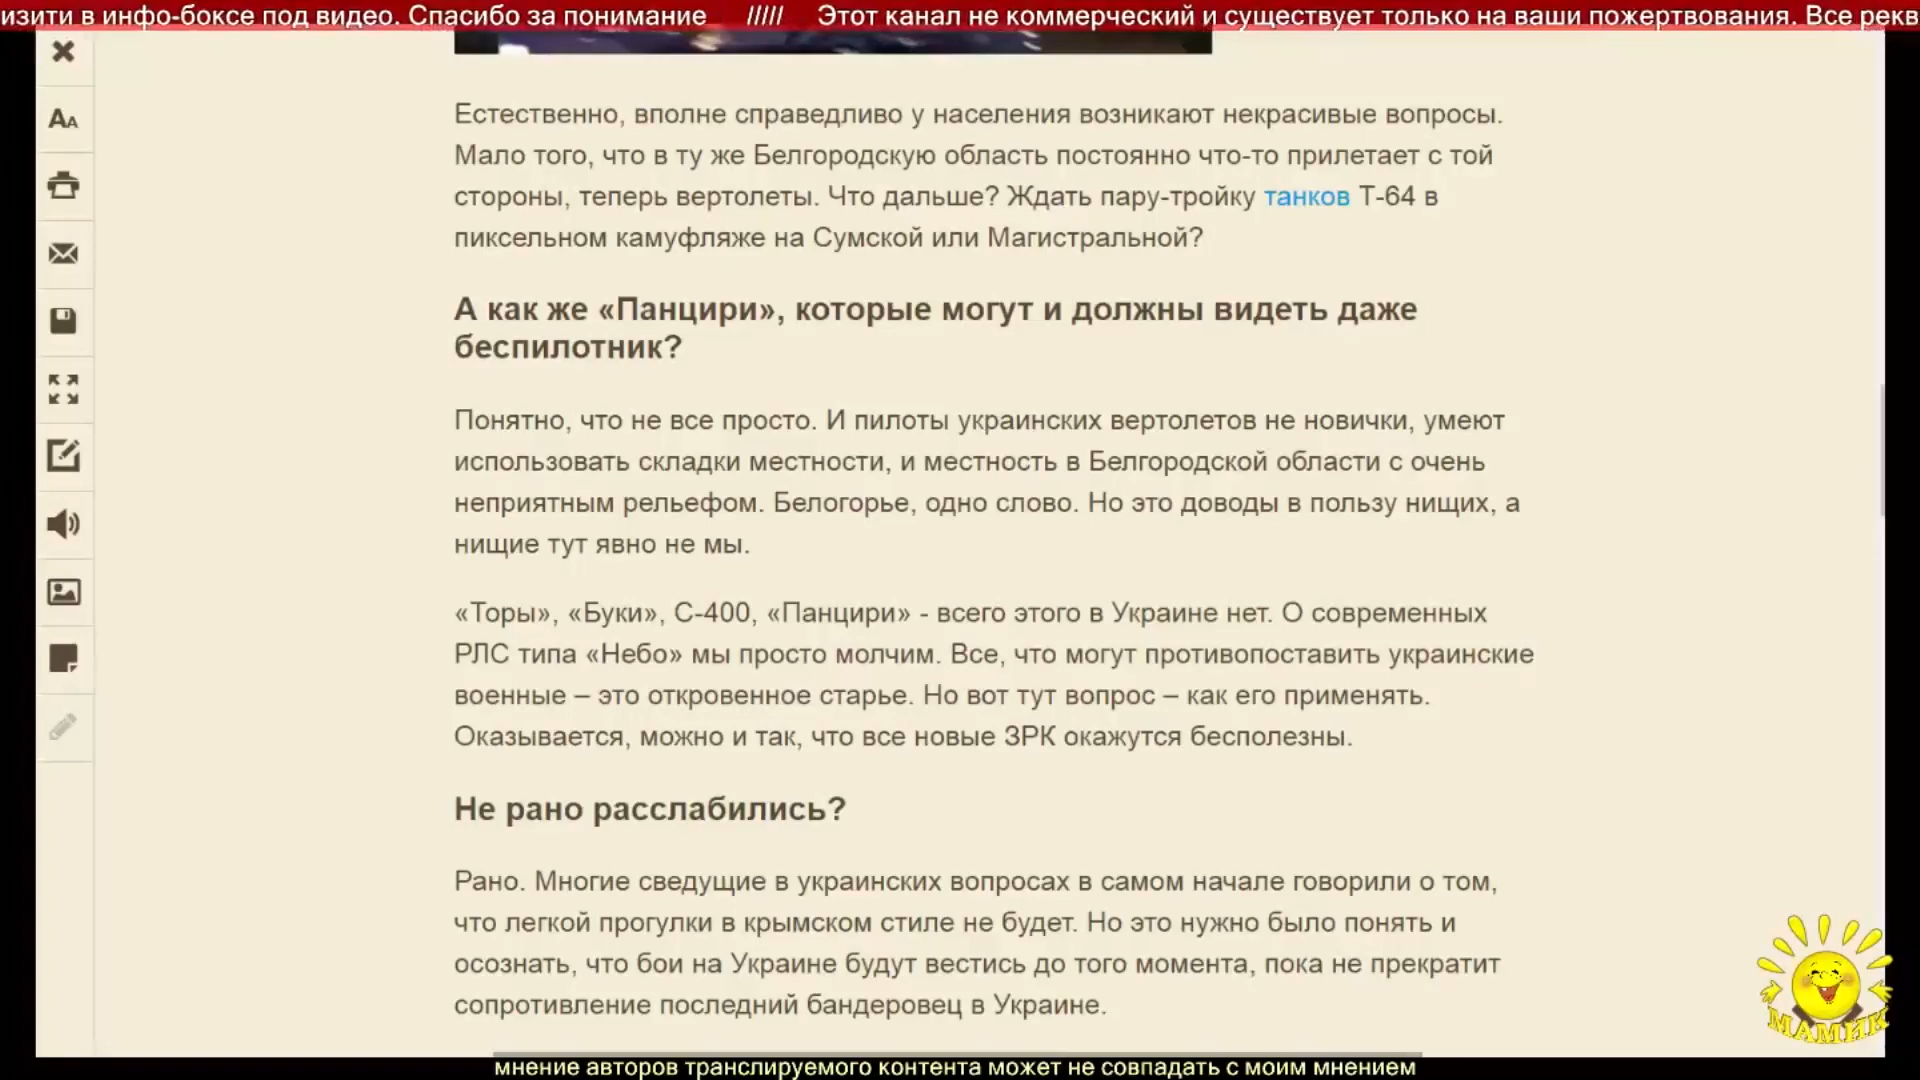 изити в инфо-боксе под видео. Спасибо за понимание ///// Этот канал не коммерческий и существует только на ваши пожертвования. Все рекв
Естественно, вполне справедливо у населения возникают некрасивые вопросы.
Мало того, что в ту же Белгородскую область постоянно что-то прилетает с той
стороны, теперь вертолеты. Что дальше? Ждать пару-тройку танков Т-64 в
пиксельном камуфляже на Сумской или Магистральной?
А как же «Панцири», которые могут и должны видеть даже
беспилотник?
Понятно, что не все просто. И пилоты украинских вертолетов не новички, умеют
использовать складки местности, и местность в Белгородской области с очень
неприятным рельефом. Белогорье, одно слово. Но это доводы в пользу нищих, а
нищие тут явно не мы.
«Торы», «Буки», С-400, «Панцири» - всего этого в Украине нет. О современных
РЛС типа «Небо» мы просто молчим. Все, что могут противопоставить украинские
военные – это откровенное старье. Но вот тут вопрос – как его применять.
Оказывается, можно и так, что все новые ЗРК окажутся бесполезны.
Не рано расслабились?
Рано. Многие сведущие в украинских вопросах в самом начале говорили о том,
что легкой прогулки в крымском стиле не будет. Но это нужно было понять и
осознать, что бои на Украине будут вестись до того момента, пока не прекратит
сопротивление последний бандеровец в Украине.
МАМИК
мнение авторов транслируемого контента может не совпадать с моим мнением